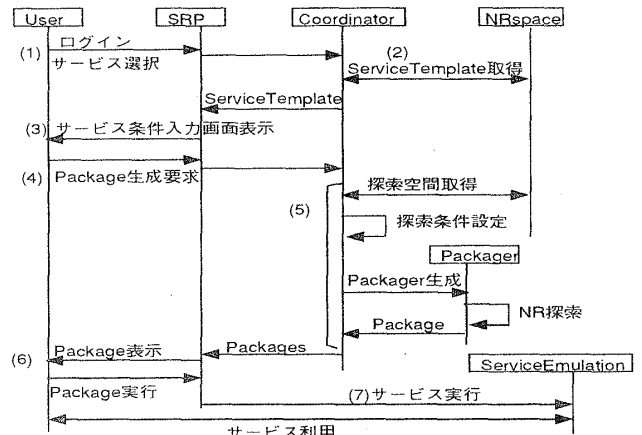 User SRP Coordinator NRspace
(1) ログイン
サービス選択
(2)
ServiceTemplate取得
ServiceTemplate
(3) サービス条件入力画面表示
(4) Package生成要求
探索空間取得
(5)
探索条件設定
Packager
Packager生成
NR探索
Package
Packages
(6) Package表示
ServiceEmulation
Package実行
(7)サービス実行
サービス利用